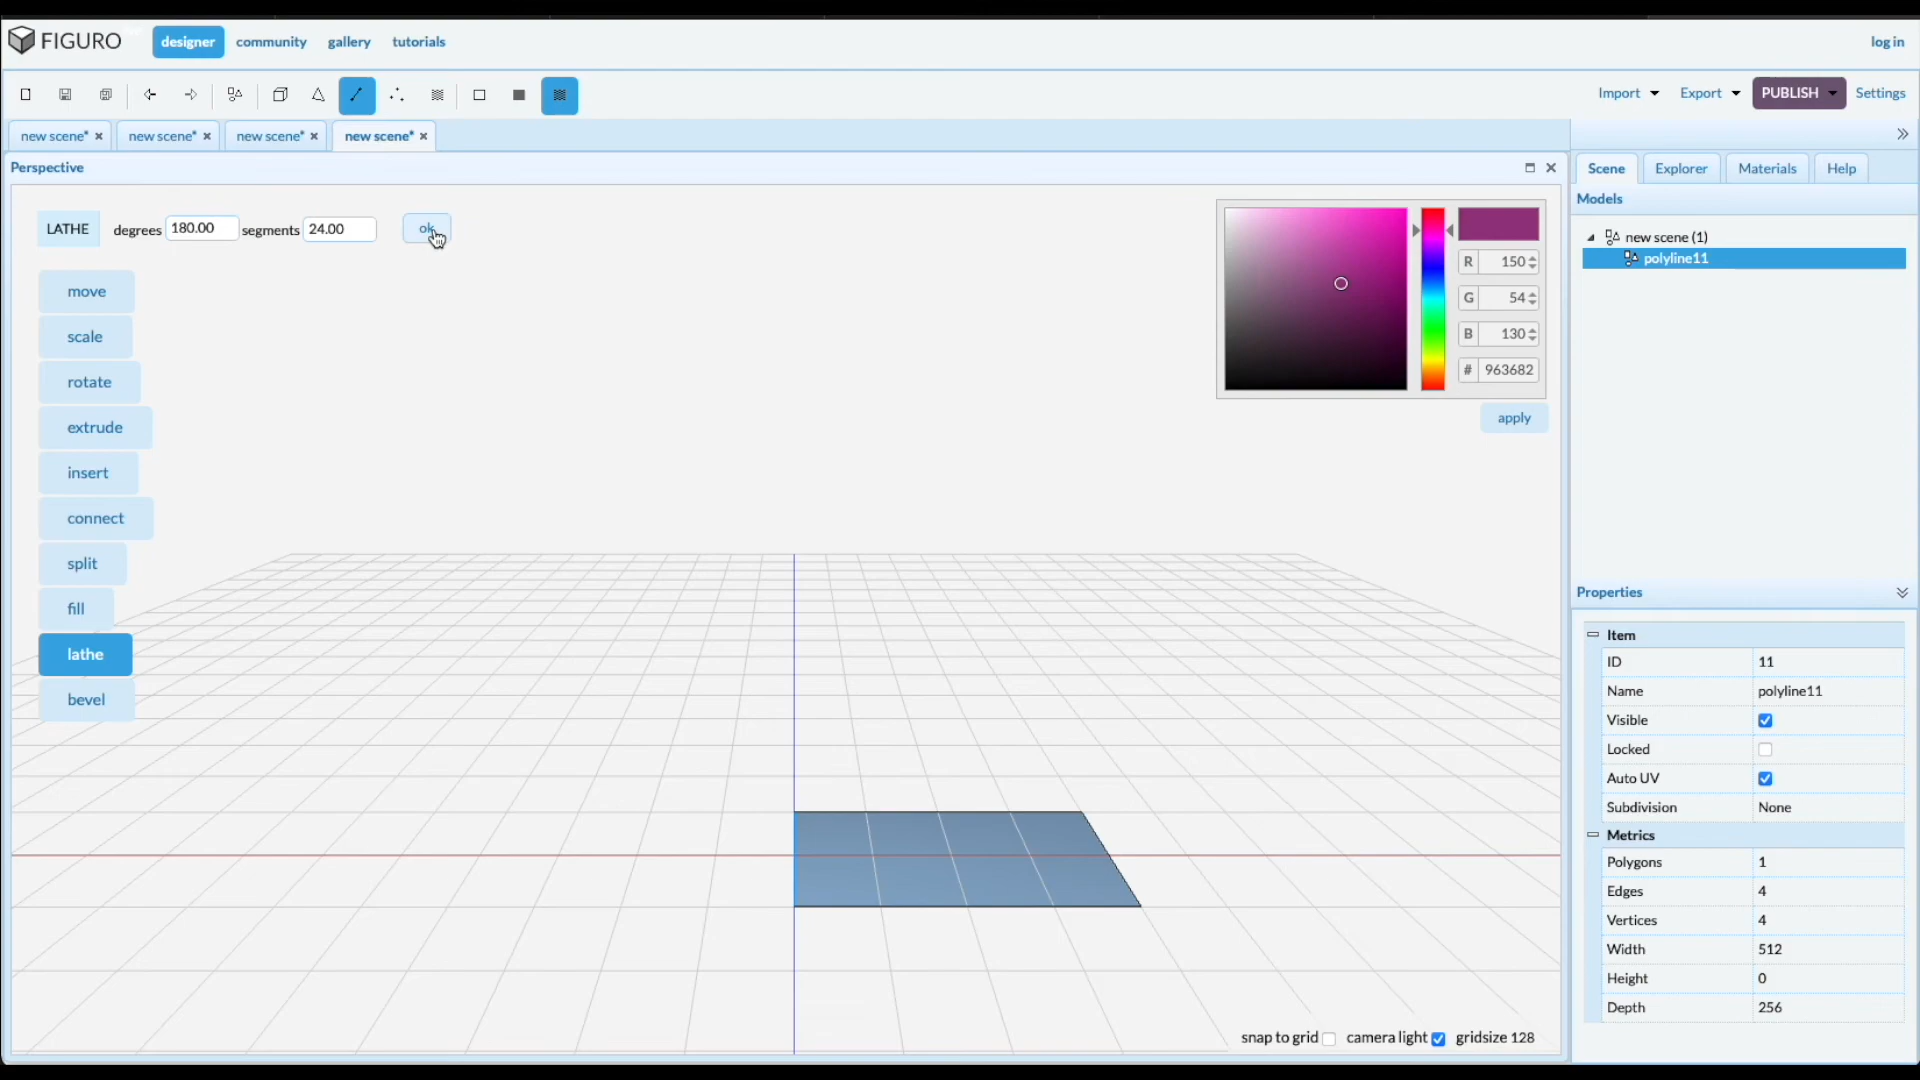 FIGURO designer community gallery tutorials log in
Import Export PUBLISH Settings
new scene* new scene* new scene* new scene*
Perspective
LATHE degrees 180.00 segments 24.00 ok
move
scale
rotate
extrude
insert
connect
split
fill
lathe
bevel
R 150
G 54
B 130
# 963682
apply
snap to grid camera light gridsize 128
Scene Explorer Materials Help
Models
new scene (1)
polyline11
Properties
Item
ID 11
Name polyline11
Visible
Locked
Auto UV
Subdivision None
Metrics
Polygons 1
Edges 4
Vertices 4
Width 512
Height 0
Depth 256